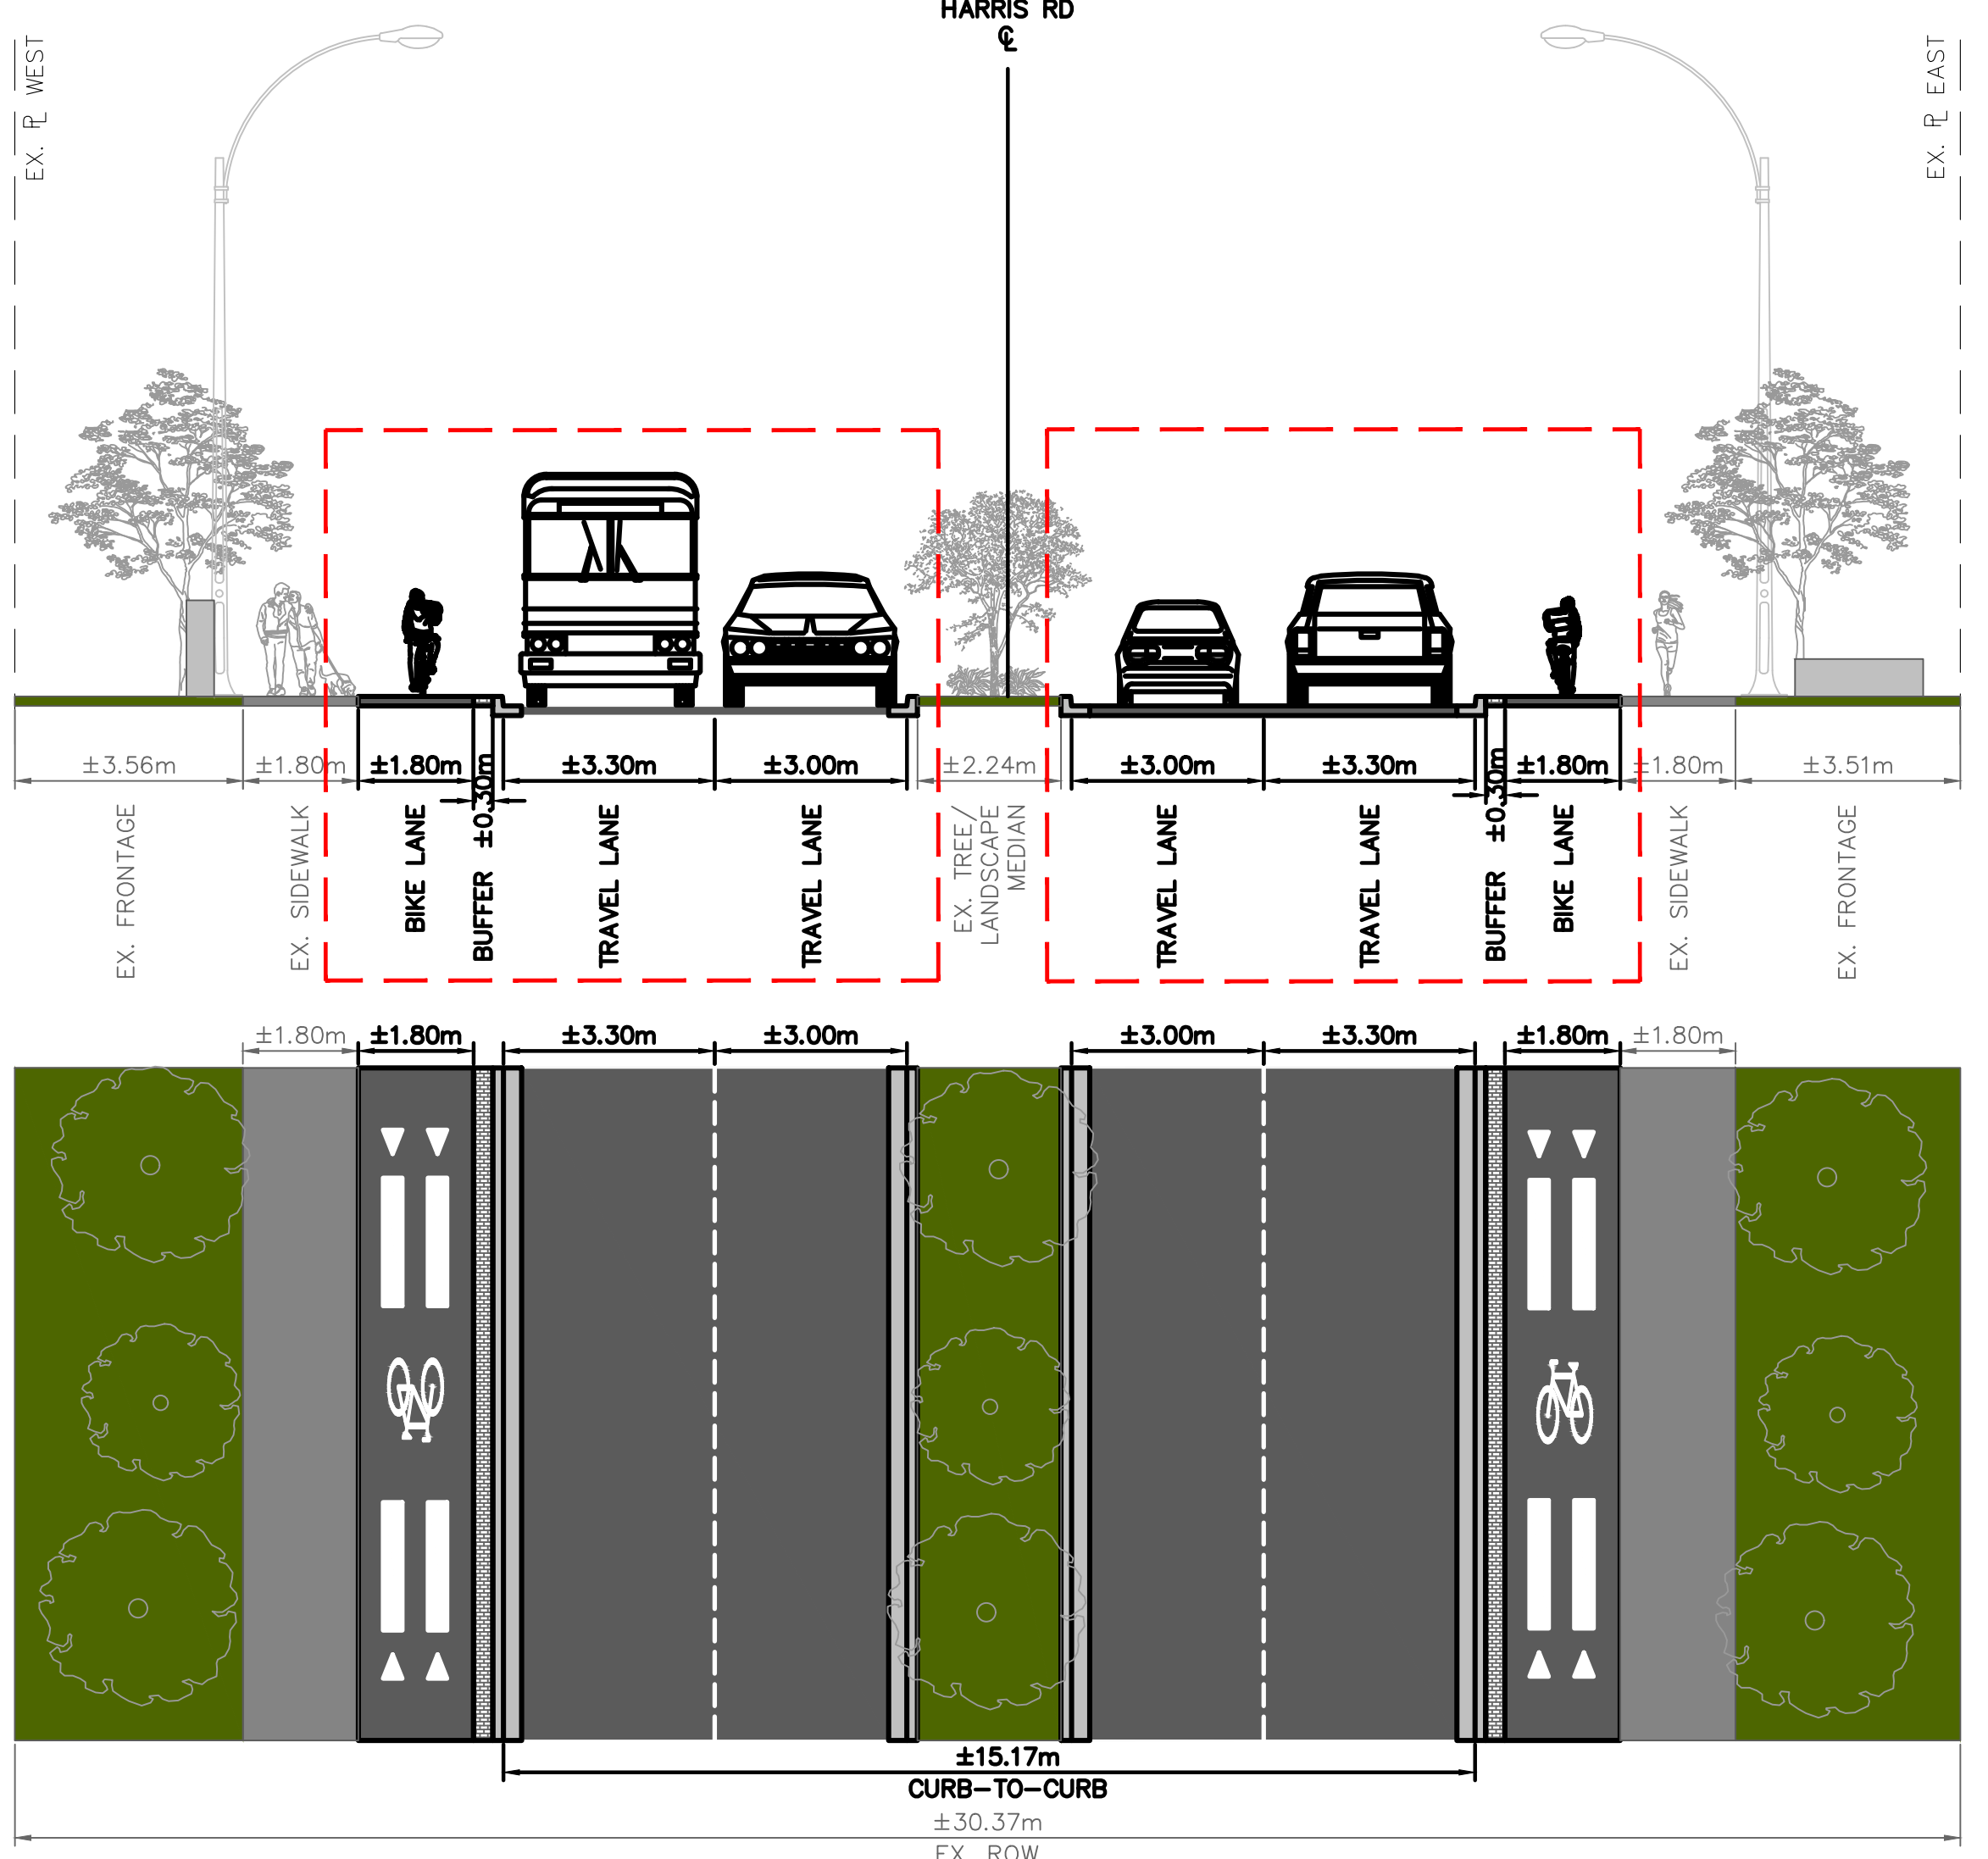 HARRIS RD
℄
EX. ⅊ WEST
EX. ⅊ EAST
±3.56m
±1.80m
±1.80m
±0.30m
±3.30m
±3.00m
±2.24m
±3.00m
±3.30m
±0.30m
±1.80m
±1.80m
±3.51m
EX. FRONTAGE
EX. SIDEWALK
BIKE LANE
BUFFER
TRAVEL LANE
TRAVEL LANE
EX. TREE/
LANDSCAPE
MEDIAN
TRAVEL LANE
TRAVEL LANE
BUFFER
BIKE LANE
EX. SIDEWALK
EX. FRONTAGE
±1.80m
±1.80m
±3.30m
±3.00m
±3.00m
±3.30m
±1.80m
±1.80m
±15.17m
CURB-TO-CURB
±30.37m
EX. ROW